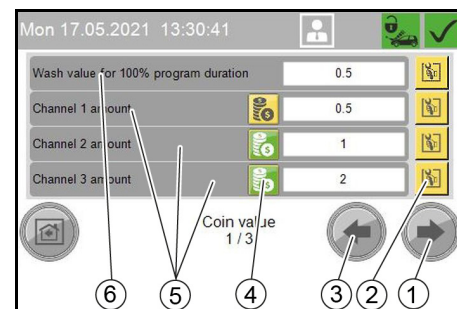 Mon 17.05.2021 13:30:41
Wash value for 100% program duration 0.5
Channel 1 amount 0.5
Channel 2 amount 1
Channel 3 amount 2
Coin value
1 / 3
6 5 4 3 2 1